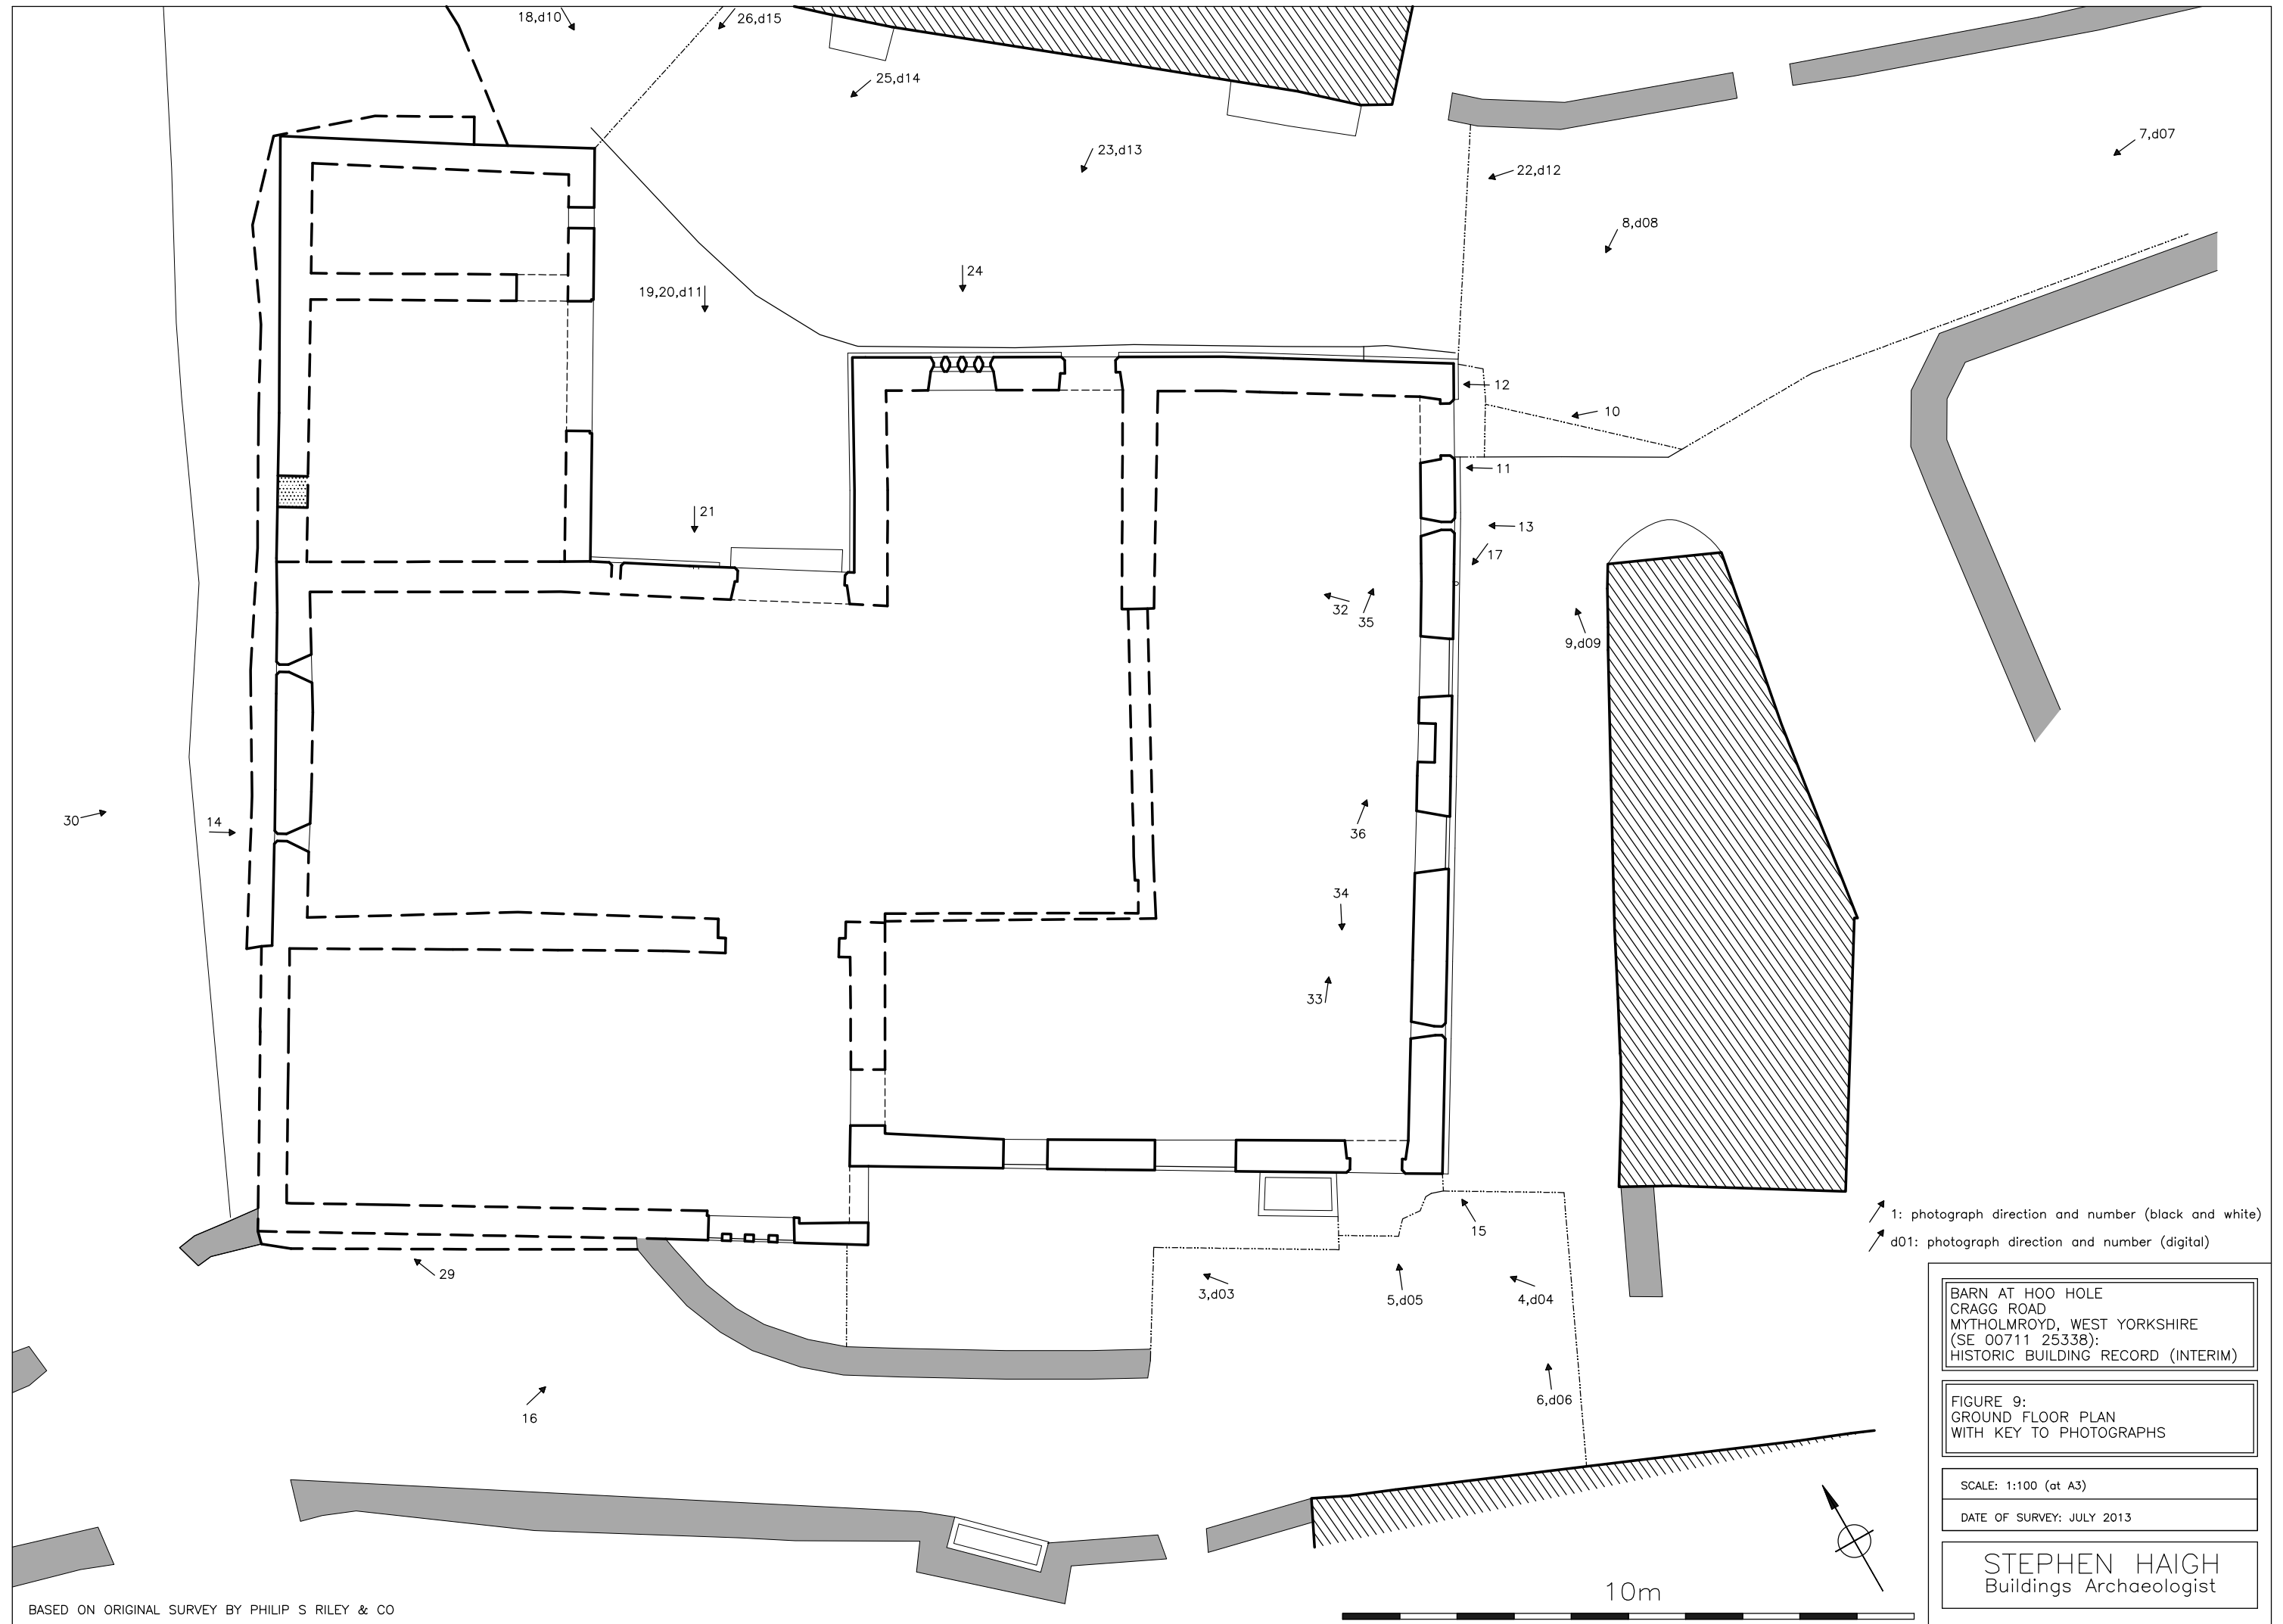 18,d10
26,d15
25,d14
7,d07
23,d13
22,d12
8,d08
24
19,20,d11
12
10
11
21
13
17
32
35
9,d09
30
14
36
34
33
1: photograph direction and number (black and white)
15
d01: photograph direction and number (digital)
29
3,d03
5,d05
4,d04
BARN AT HOO HOLE
CRAGG ROAD
MYTHOLMROYD, WEST YORKSHIRE
(SE 00711 25338):
HISTORIC BUILDING RECORD (INTERIM)
6,d06
16
FIGURE 9:
GROUND FLOOR PLAN
WITH KEY TO PHOTOGRAPHS
SCALE: 1:100 (at A3)
DATE OF SURVEY: JULY 2013
STEPHEN HAIGH
Buildings Archaeologist
10m
BASED ON ORIGINAL SURVEY BY PHILIP S RILEY & CO